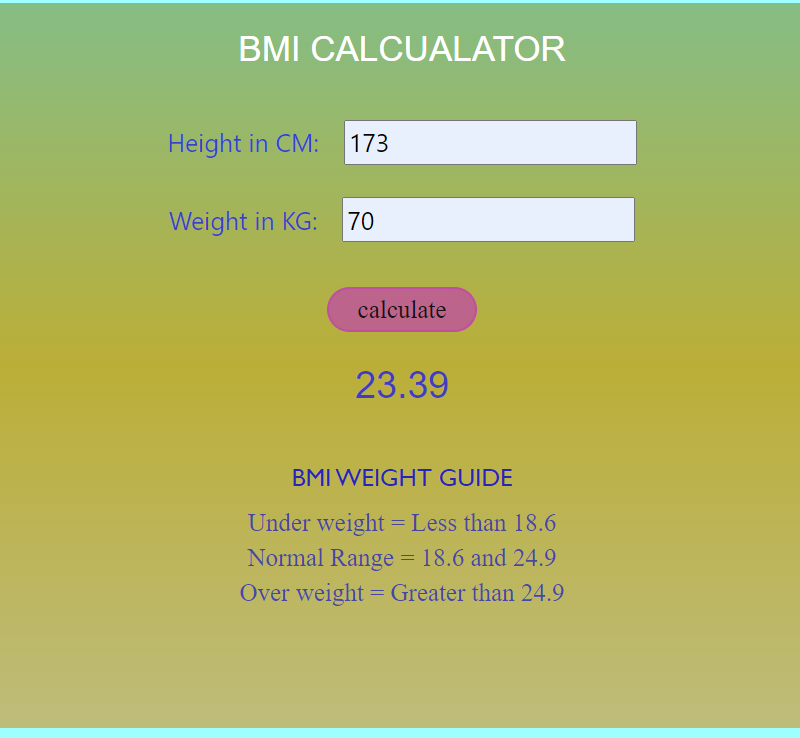 BMI CALCUALATOR
Height in CM: 173
Weight in KG: 70
calculate
23.39
BMI WEIGHT GUIDE
Under weight = Less than 18.6
Normal Range = 18.6 and 24.9
Over weight = Greater than 24.9